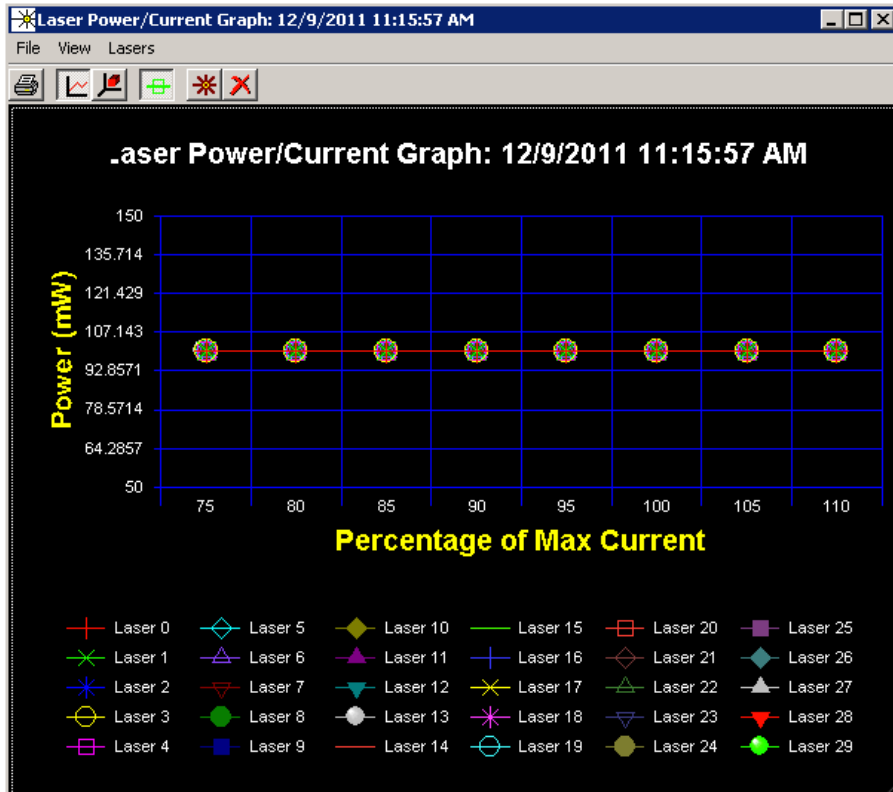 Laser Power/Current Graph: 12/9/2011 11:15:57 AM
File View Lasers
.aser Power/Current Graph: 12/9/2011 11:15:57 AM
150
135.714
121.429
107.143
92.8571
78.5714
64.2857
50
Power (mW)
75 80 85 90 95 100 105 110
Percentage of Max Current
Laser 0 Laser 5 Laser 10 Laser 15 Laser 20 Laser 25
Laser 1 Laser 6 Laser 11 Laser 16 Laser 21 Laser 26
Laser 2 Laser 7 Laser 12 Laser 17 Laser 22 Laser 27
Laser 3 Laser 8 Laser 13 Laser 18 Laser 23 Laser 28
Laser 4 Laser 9 Laser 14 Laser 19 Laser 24 Laser 29